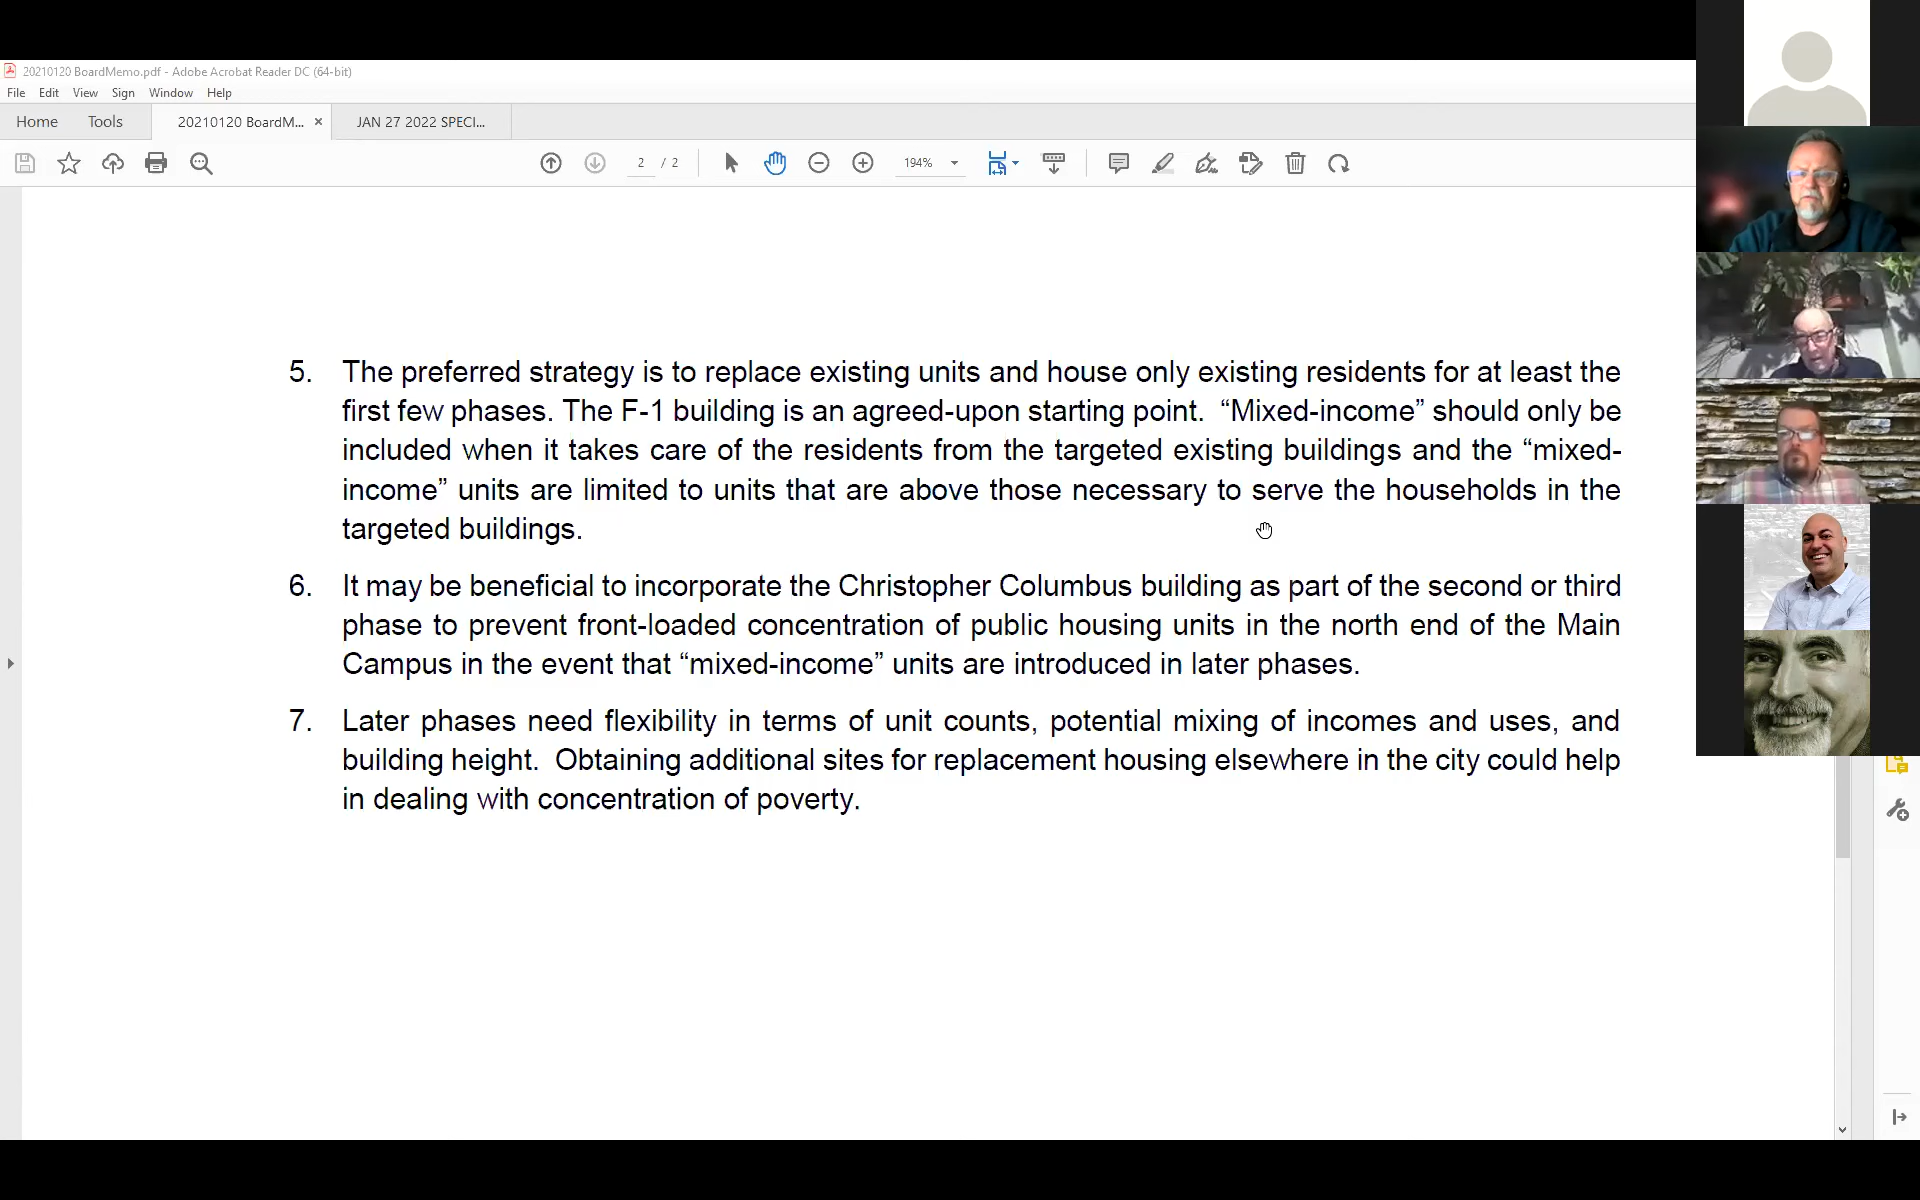 20210120 BoardMemo.pdf - Adobe Acrobat Reader DC (64-bit)
File Edit View Sign Window Help
Home Tools 20210120 BoardM... × JAN 27 2022 SPECI...
2 / 2 194%
5. The preferred strategy is to replace existing units and house only existing residents for at least the
first few phases. The F-1 building is an agreed-upon starting point. “Mixed-income” should only be
included when it takes care of the residents from the targeted existing buildings and the “mixed-
income” units are limited to units that are above those necessary to serve the households in the
targeted buildings.
6. It may be beneficial to incorporate the Christopher Columbus building as part of the second or third
phase to prevent front-loaded concentration of public housing units in the north end of the Main
Campus in the event that “mixed-income” units are introduced in later phases.
7. Later phases need flexibility in terms of unit counts, potential mixing of incomes and uses, and
building height. Obtaining additional sites for replacement housing elsewhere in the city could help
in dealing with concentration of poverty.